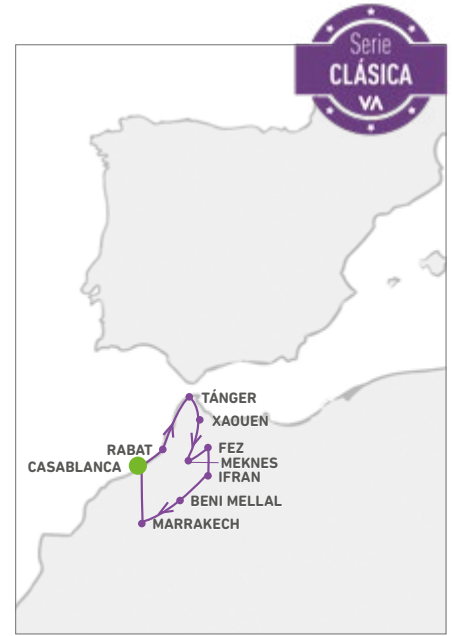 Serie
CLÁSICA
VA
TÁNGER
XAOUEN
RABAT
FEZ
CASABLANCA
MEKNES
IFRAN
BENI MELLAL
MARRAKECH